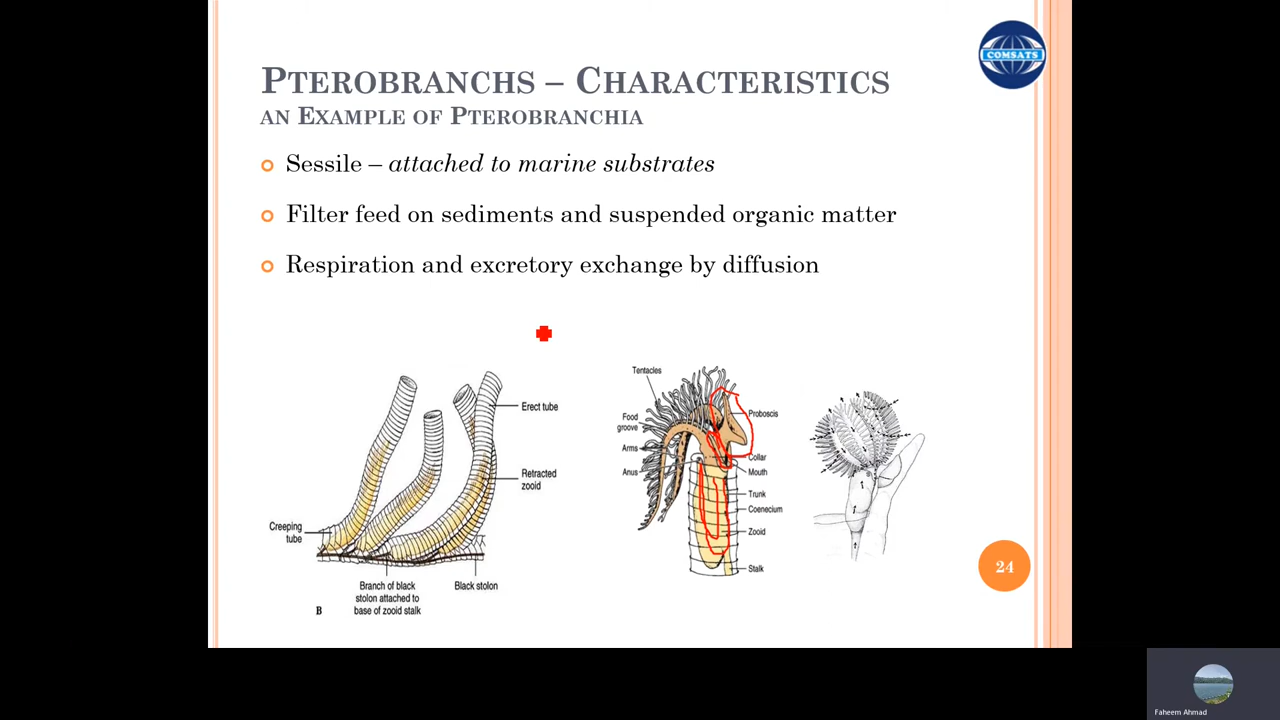 COMSATS
PTEROBRANCHS – CHARACTERISTICS
AN EXAMPLE OF PTEROBRANCHIA
Sessile – attached to marine substrates
Filter feed on sediments and suspended organic matter
Respiration and excretory exchange by diffusion
Erect tube
Retracted
zooid
Creeping
tube
Branch of black
stolon attached to
base of zooid stalk
Black stolon
B
Tentacles
Food
groove
Arms
Anus
Proboscis
Collar
Mouth
Trunk
Coenecium
Zooid
Stalk
24
Faheem Ahmad